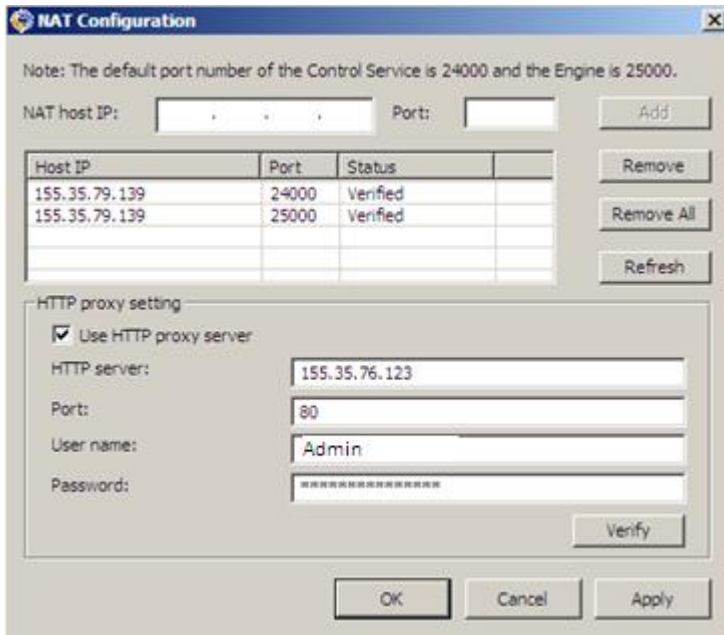 NAT Configuration
Note: The default port number of the Control Service is 24000 and the Engine is 25000.
NAT host IP: . . . Port: Add
Host IP Port Status
155.35.79.139 24000 Verified
155.35.79.139 25000 Verified
Remove
Remove All
Refresh
HTTP proxy setting
Use HTTP proxy server
HTTP server: 155.35.76.123
Port: 80
User name: Admin
Password: ***************
Verify
OK Cancel Apply